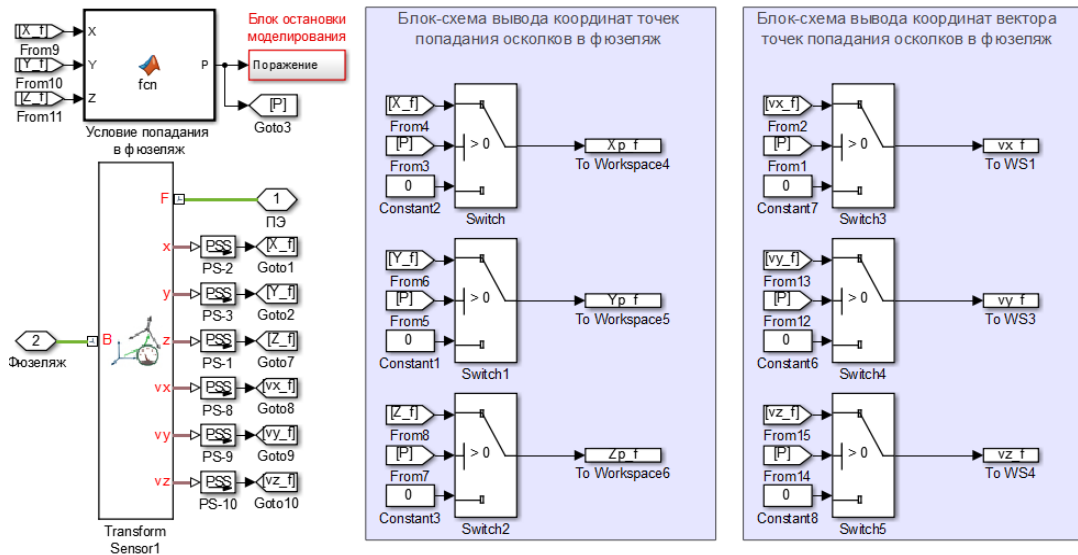 [X_f]
From9
[Y_f]
From10
[Z_f]
From11
X
Y
Z
fcn
P
Условие попадания
в фюзеляж
Блок остановки
моделирования
Поражение
[P]
Goto3
F
x
y
z
vx
vy
vz
B
2
Фюзеляж
Transform
Sensor1
1
ПЭ
PSS
PS-2
[X_f]
Goto1
PSS
PS-3
[Y_f]
Goto2
PSS
PS-1
[Z_f]
Goto7
PSS
PS-8
[vx_f]
Goto8
PSS
PS-9
[vy_f]
Goto9
PSS
PS-10
[vz_f]
Goto10
Блок-схема вывода координат точек
попадания осколков в фюзеляж
[X_f]
From4
[P]
From3
0
Constant2
> 0
Switch
Xp_f
To Workspace4
[Y_f]
From6
[P]
From5
0
Constant1
> 0
Switch1
Yp_f
To Workspace5
[Z_f]
From8
[P]
From7
0
Constant3
> 0
Switch2
Zp_f
To Workspace6
Блок-схема вывода координат вектора
точек попадания осколков в фюзеляж
[vx_f]
From2
[P]
From1
0
Constant7
> 0
Switch3
vx_f
To WS1
[vy_f]
From13
[P]
From12
0
Constant6
> 0
Switch4
vy_f
To WS3
[vz_f]
From15
[P]
From14
0
Constant8
> 0
Switch5
vz_f
To WS4